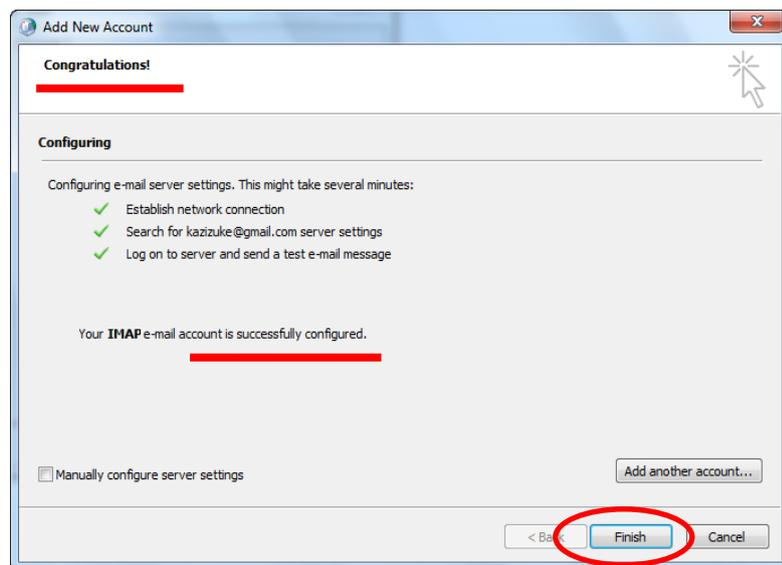 Add New Account
Congratulations!
Configuring
Configuring e-mail server settings. This might take several minutes:
Establish network connection
Search for kazizuke@gmail.com server settings
Log on to server and send a test e-mail message
Your IMAP e-mail account is successfully configured.
Manually configure server settings
Add another account...
< Back
Finish
Cancel